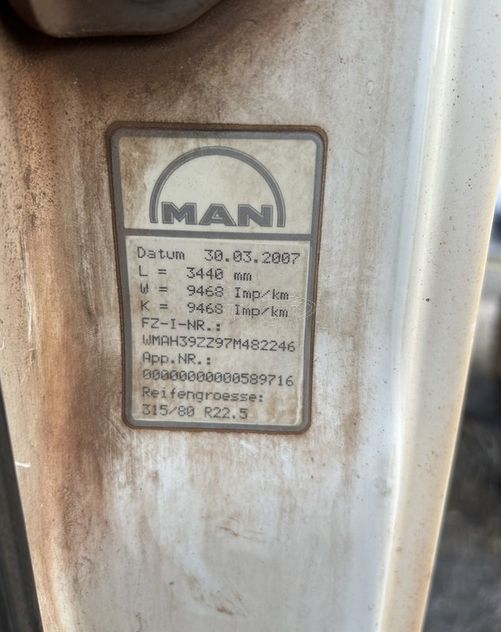 MAN
Datum 30.03.2007
L = 3440 mm
W = 9468 Imp/km
K = 9468 Imp/km
FZ-I-NR.:
WMAH39ZZ97M482246
App.NR.:
00000000000589716
Reifengroesse:
315/80 R22.5